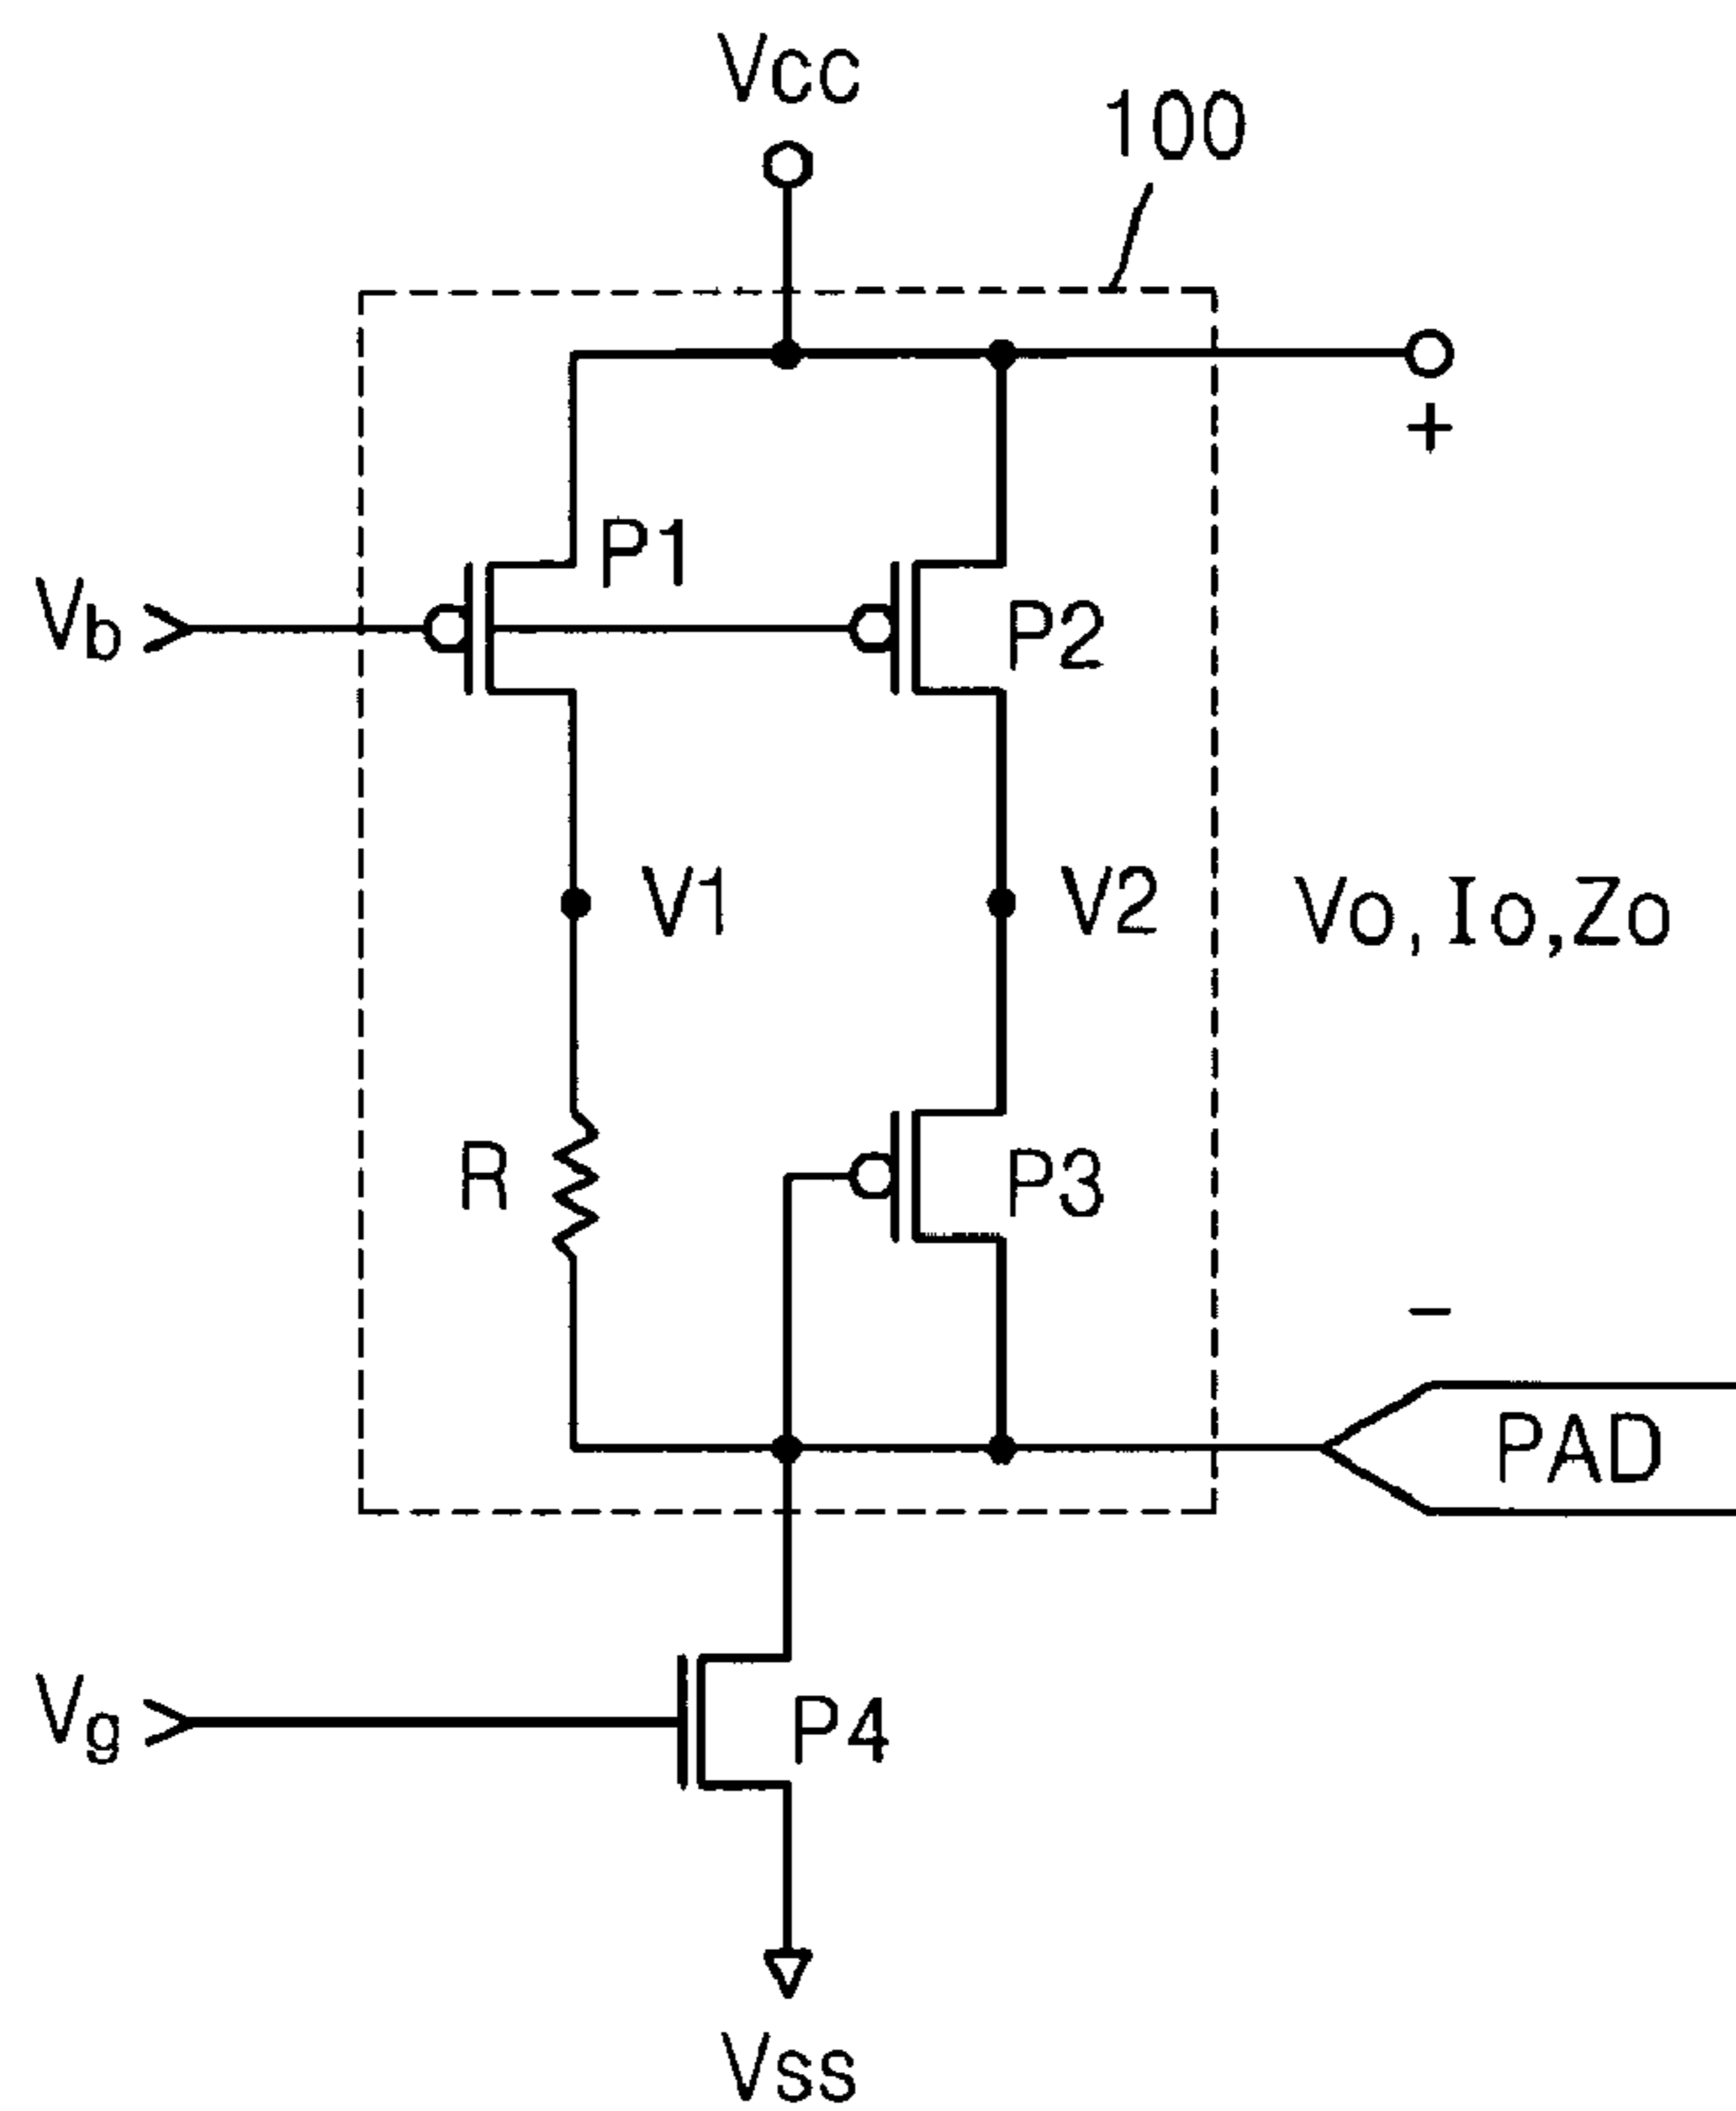 Vcc
100
+
P1
Vb
P2
V1
V2
Vo, Io, Zo
R
P3
−
PAD
Vg
P4
Vss